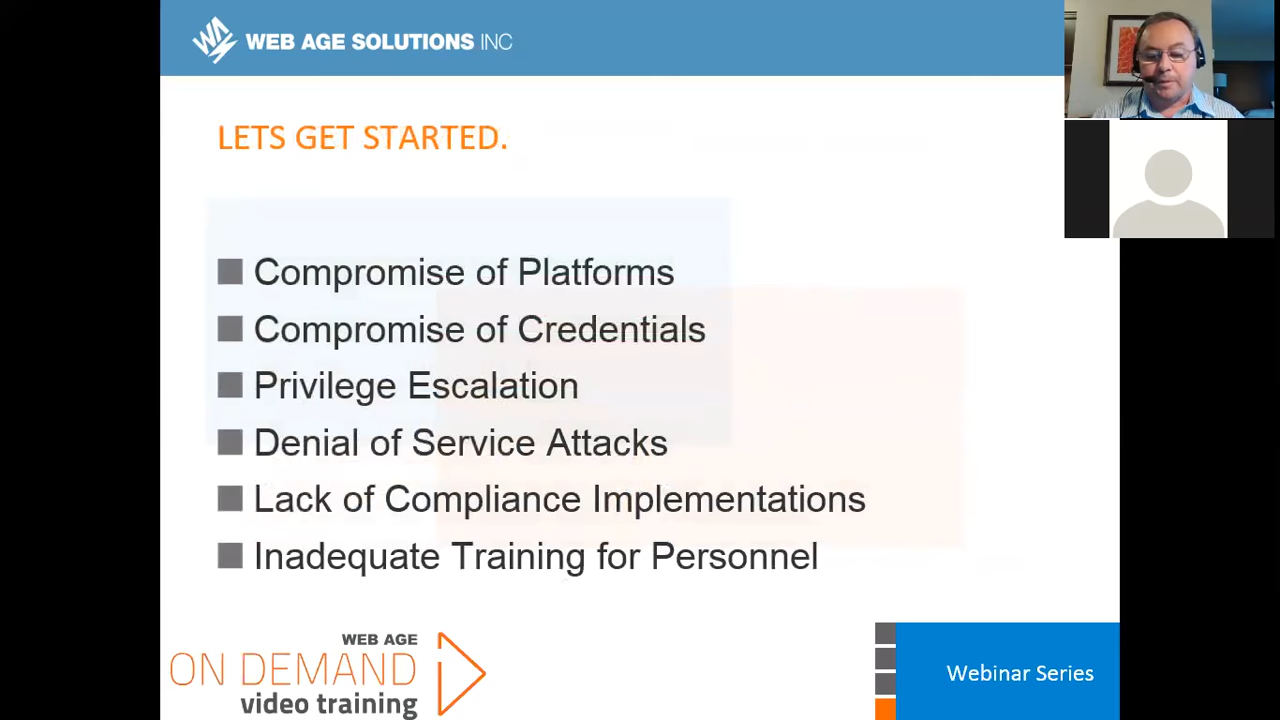 WEB AGE SOLUTIONS INC
LETS GET STARTED.
Compromise of Platforms
Compromise of Credentials
Privilege Escalation
Denial of Service Attacks
Lack of Compliance Implementations
Inadequate Training for Personnel
WEB AGE
ON DEMAND
video training
Webinar Series